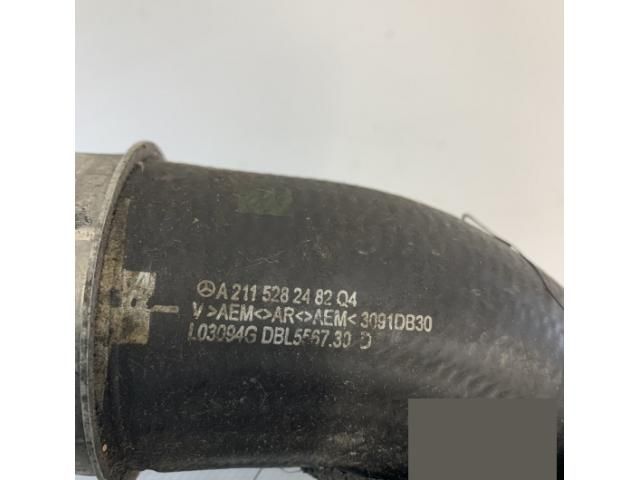 A 211 528 24 82 Q4
V >AEM<>AR<>AEM< 3091DB30
L03094G DBL5567.30 D